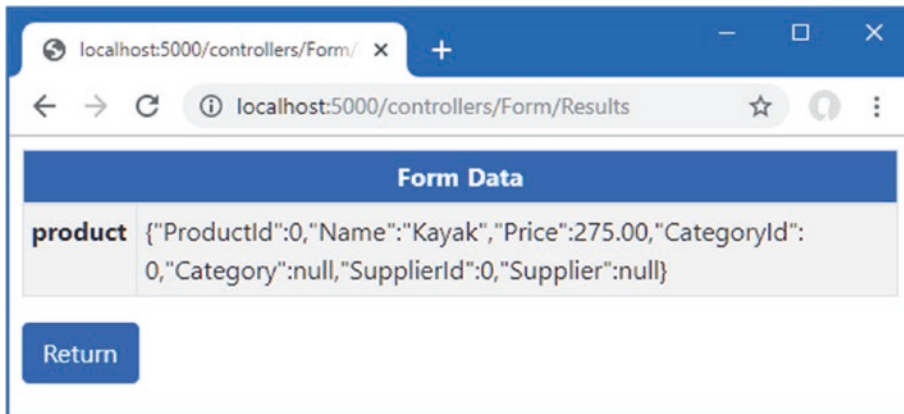 localhost:5000/controllers/Form/
localhost:5000/controllers/Form/Results
Form Data
product {"ProductId":0,"Name":"Kayak","Price":275.00,"CategoryId":
0,"Category":null,"SupplierId":0,"Supplier":null}
Return